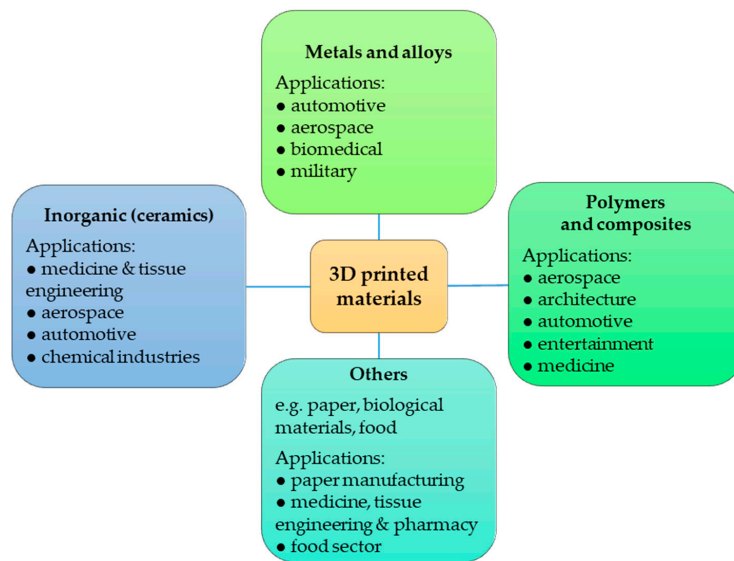 Metals and alloys
Applications:
● automotive
● aerospace
● biomedical
● military
Inorganic (ceramics)
Applications:
● medicine & tissue
engineering
● aerospace
● automotive
● chemical industries
3D printed
materials
Polymers
and composites
Applications:
● aerospace
● architecture
● automotive
● entertainment
● medicine
Others
e.g. paper, biological
materials, food
Applications:
● paper manufacturing
● medicine, tissue
engineering & pharmacy
● food sector